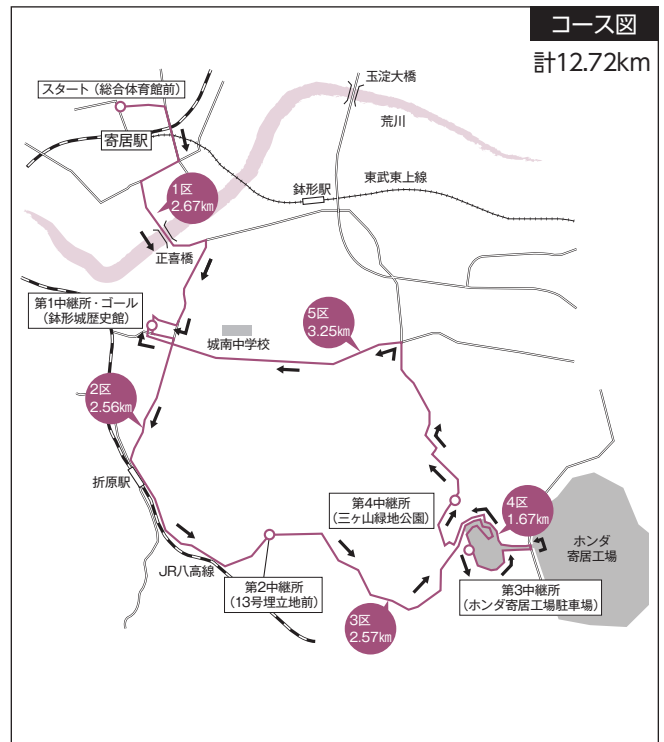 コース図
計12.72km
玉淀大橋
スタート（総合体育館前）
荒川
寄居駅
東武東上線
鉢形駅
1区
2.67km
正喜橋
第1中継所・ゴール
（鉢形城歴史館）
5区
3.25km
城南中学校
2区
2.56km
折原駅
第4中継所
（三ヶ山緑地公園）
4区
1.67km
ホンダ
寄居工場
JR八高線
第2中継所
（13号埋立地前）
第3中継所
（ホンダ寄居工場駐車場）
3区
2.57km